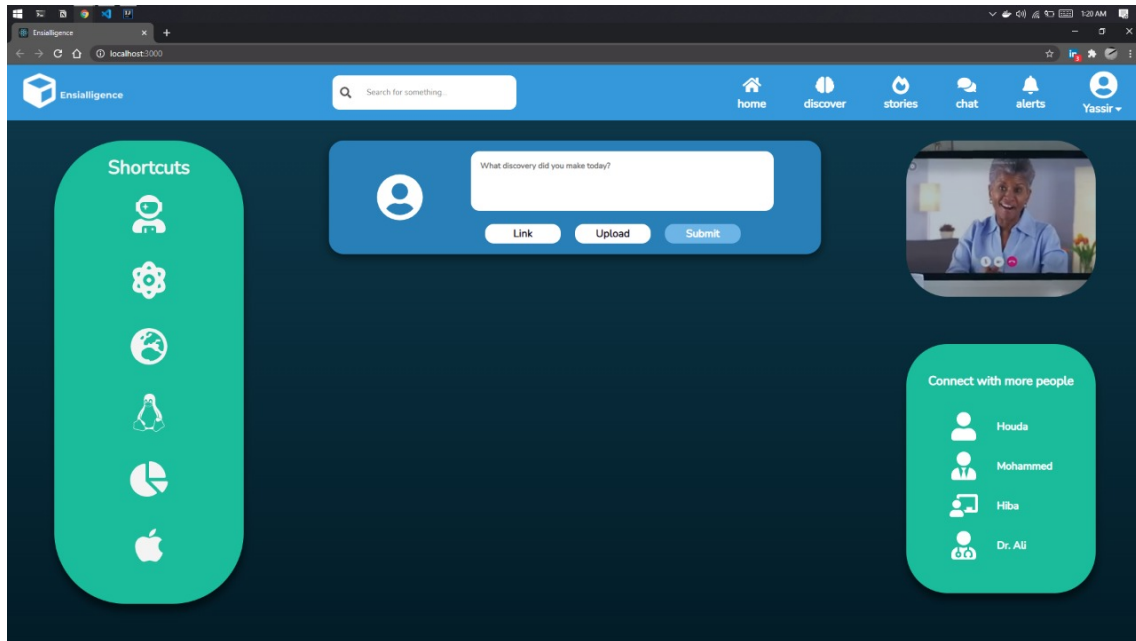 1:20 AM
Ensialligence
localhost:3000
3
Ensialligence
Search for something..
home
discover
stories
chat
alerts
Yassir
Shortcuts
What discovery did you make today?
Link
Upload
Submit
Connect with more people
Houda
Mohammed
Hiba
Dr. Ali